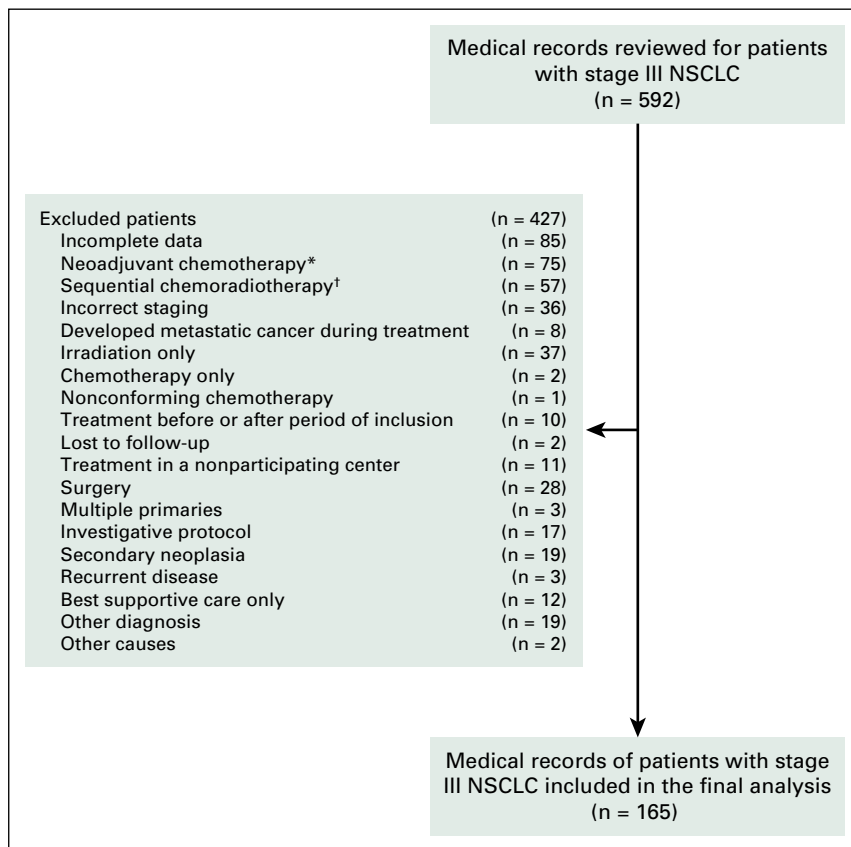 Medical records reviewed for patients
with stage III NSCLC
(n = 592)
Excluded patients (n = 427)
Incomplete data (n = 85)
Neoadjuvant chemotherapy* (n = 75)
Sequential chemoradiotherapy† (n = 57)
Incorrect staging (n = 36)
Developed metastatic cancer during treatment (n = 8)
Irradiation only (n = 37)
Chemotherapy only (n = 2)
Nonconforming chemotherapy (n = 1)
Treatment before or after period of inclusion (n = 10)
Lost to follow-up (n = 2)
Treatment in a nonparticipating center (n = 11)
Surgery (n = 28)
Multiple primaries (n = 3)
Investigative protocol (n = 17)
Secondary neoplasia (n = 19)
Recurrent disease (n = 3)
Best supportive care only (n = 12)
Other diagnosis (n = 19)
Other causes (n = 2)
Medical records of patients with stage
III NSCLC included in the final analysis
(n = 165)